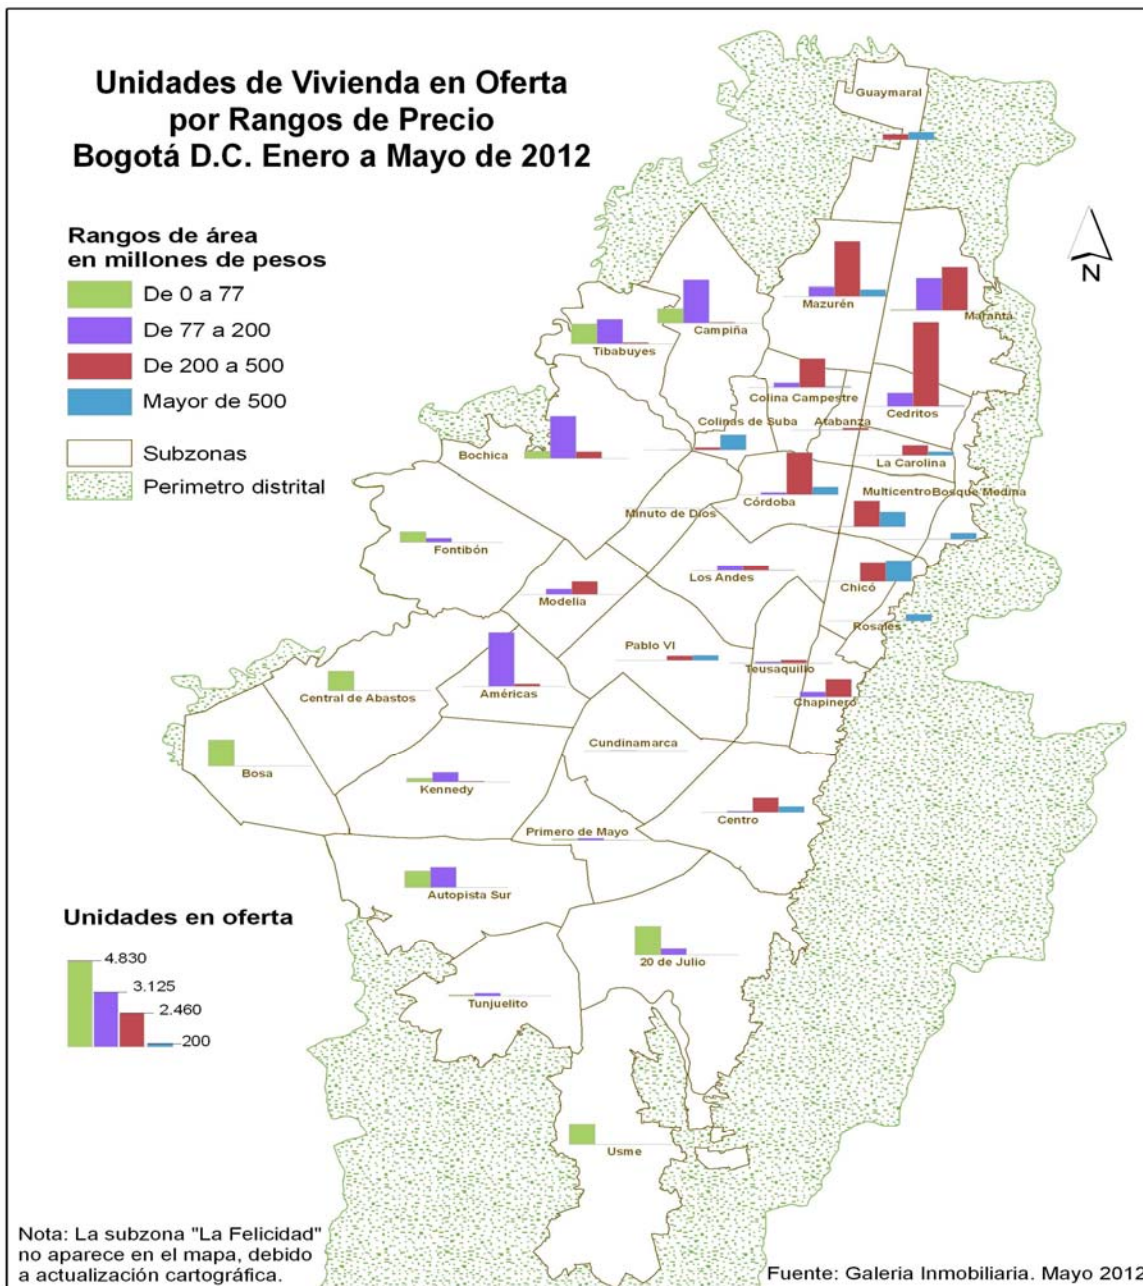 Unidades de Vivienda en Oferta
por Rangos de Precio
Bogotá D.C. Enero a Mayo de 2012
Rangos de área
en millones de pesos
De 0 a 77
De 77 a 200
De 200 a 500
Mayor de 500
Subzonas
Perimetro distrital
Guaymaral
N
Mazurén
Maranta
Campiña
Tibabuyes
Colina Campestre
Cedritos
Colinas de Suba
Atabanza
Bochica
La Carolina
Córdoba
Multicentro
Bosque Medina
Minuto de Dios
Fontibón
Los Andes
Chicó
Modelia
Rosales
Pablo VI
Teusaquillo
Central de Abastos
Américas
Chapinero
Cundinamarca
Bosa
Kennedy
Centro
Primero de Mayo
Autopista Sur
Unidades en oferta
4.830
3.125
2.460
200
20 de Julio
Tunjuelito
Usme
Nota: La subzona "La Felicidad"
no aparece en el mapa, debido
a actualización cartográfica.
Fuente: Galeria Inmobiliaria. Mayo 2012